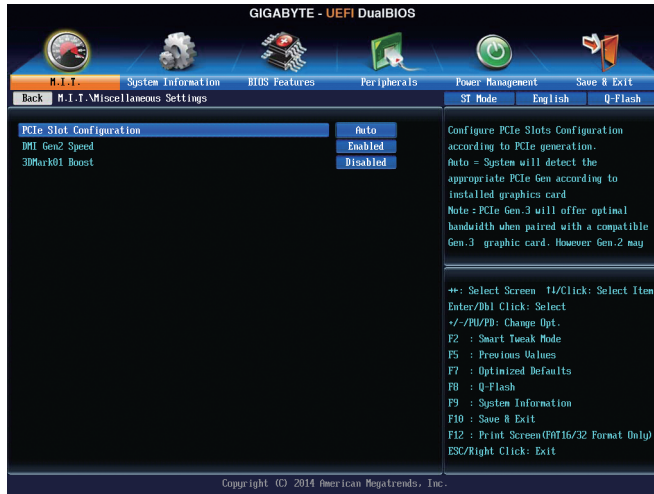 GIGABYTE - UEFI DualBIOS
M.I.T.
System Information
BIOS Features
Peripherals
Power Management
Save & Exit
Back M.I.T.\Miscellaneous Settings
ST Mode
English
Q-Flash
PCIe Slot Configuration Auto
DMI Gen2 Speed Enabled
3DMark01 Boost Disabled
Configure PCIe Slots Configuration
according to PCIe generation.
Auto = System will detect the
appropriate PCIe Gen according to
installed graphics card
Note : PCIe Gen.3 will offer optimal
bandwidth when paired with a compatible
Gen.3 graphic card. However Gen.2 may
→←: Select Screen ↑↓/Click: Select Item
Enter/Dbl Click: Select
+/-/PU/PD: Change Opt.
F2 : Smart Tweak Mode
F5 : Previous Values
F7 : Optimized Defaults
F8 : Q-Flash
F9 : System Information
F10 : Save & Exit
F12 : Print Screen(FAT16/32 Format Only)
ESC/Right Click: Exit
Copyright (C) 2014 American Megatrends, Inc.